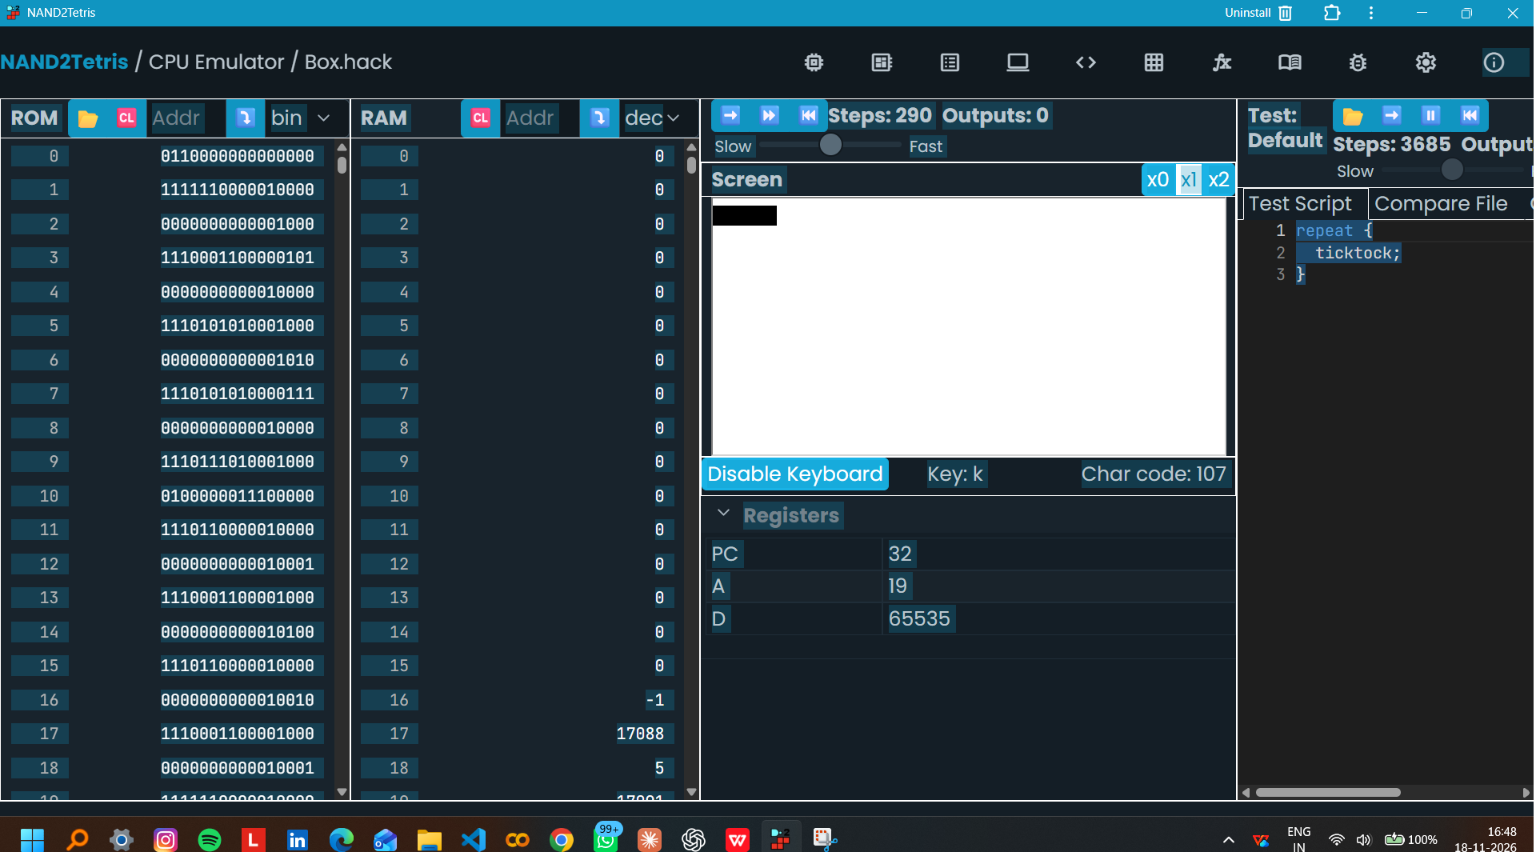 NAND2Tetris
Uninstall
NAND2Tetris / CPU Emulator / Box.hack
ROM CL Addr bin
0 0110000000000000
1 1111110000010000
2 0000000000001000
3 1110001100000101
4 0000000000010000
5 1110101010001000
6 0000000000001010
7 1110101010000111
8 0000000000010000
9 1110111010001000
10 0100000011100000
11 1110110000010000
12 0000000000010001
13 1110001100001000
14 0000000000010100
15 1110110000010000
16 0000000000010010
17 1110001100001000
18 0000000000010001
RAM CL Addr dec
0 0
1 0
2 0
3 0
4 0
5 0
6 0
7 0
8 0
9 0
10 0
11 0
12 0
13 0
14 0
15 0
16 -1
17 17088
18 5
Steps: 290 Outputs: 0
Slow Fast
Screen x0 x1 x2
Disable Keyboard Key: k Char code: 107
Registers
PC 32
A 19
D 65535
Test:
Default
Steps: 3685 Output
Slow
Test Script Compare File
1 repeat {
2 ticktock;
3 }
99+
ENG
IN
100%
16:48
18-11-2026